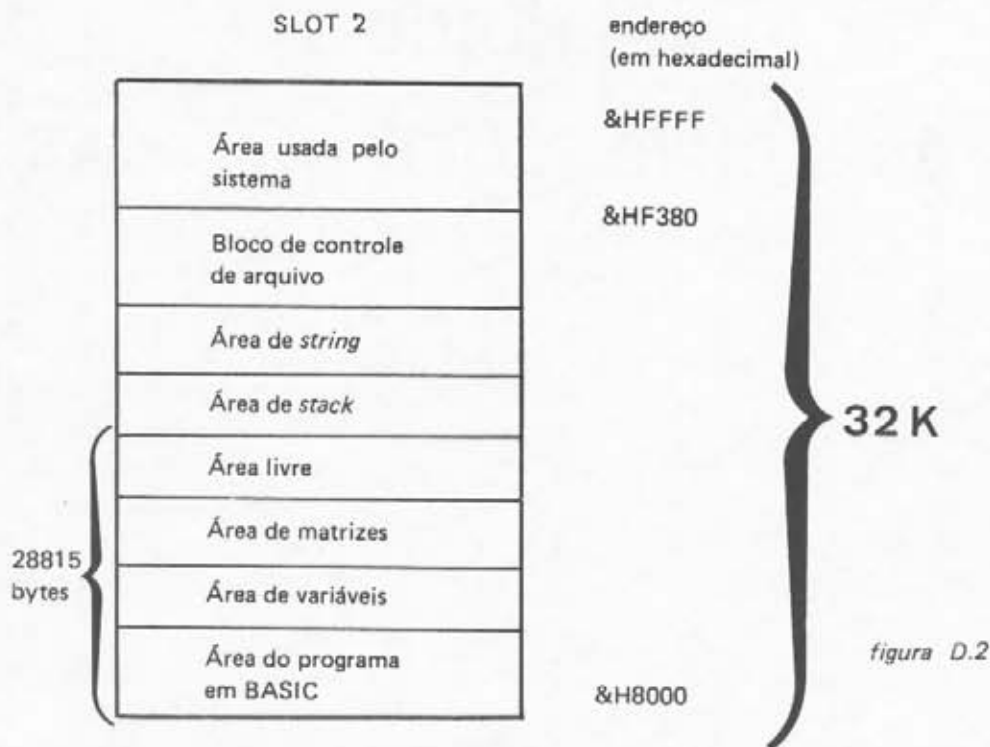 SLOT 2
endereço
(em hexadecimal)
&HFFFF
Área usada pelo
sistema
&HF380
Bloco de controle
de arquivo
Área de string
Área de stack
32 K
Área livre
Área de matrizes
28815
bytes
Área de variáveis
Área do programa
em BASIC
figura D.2
&H8000